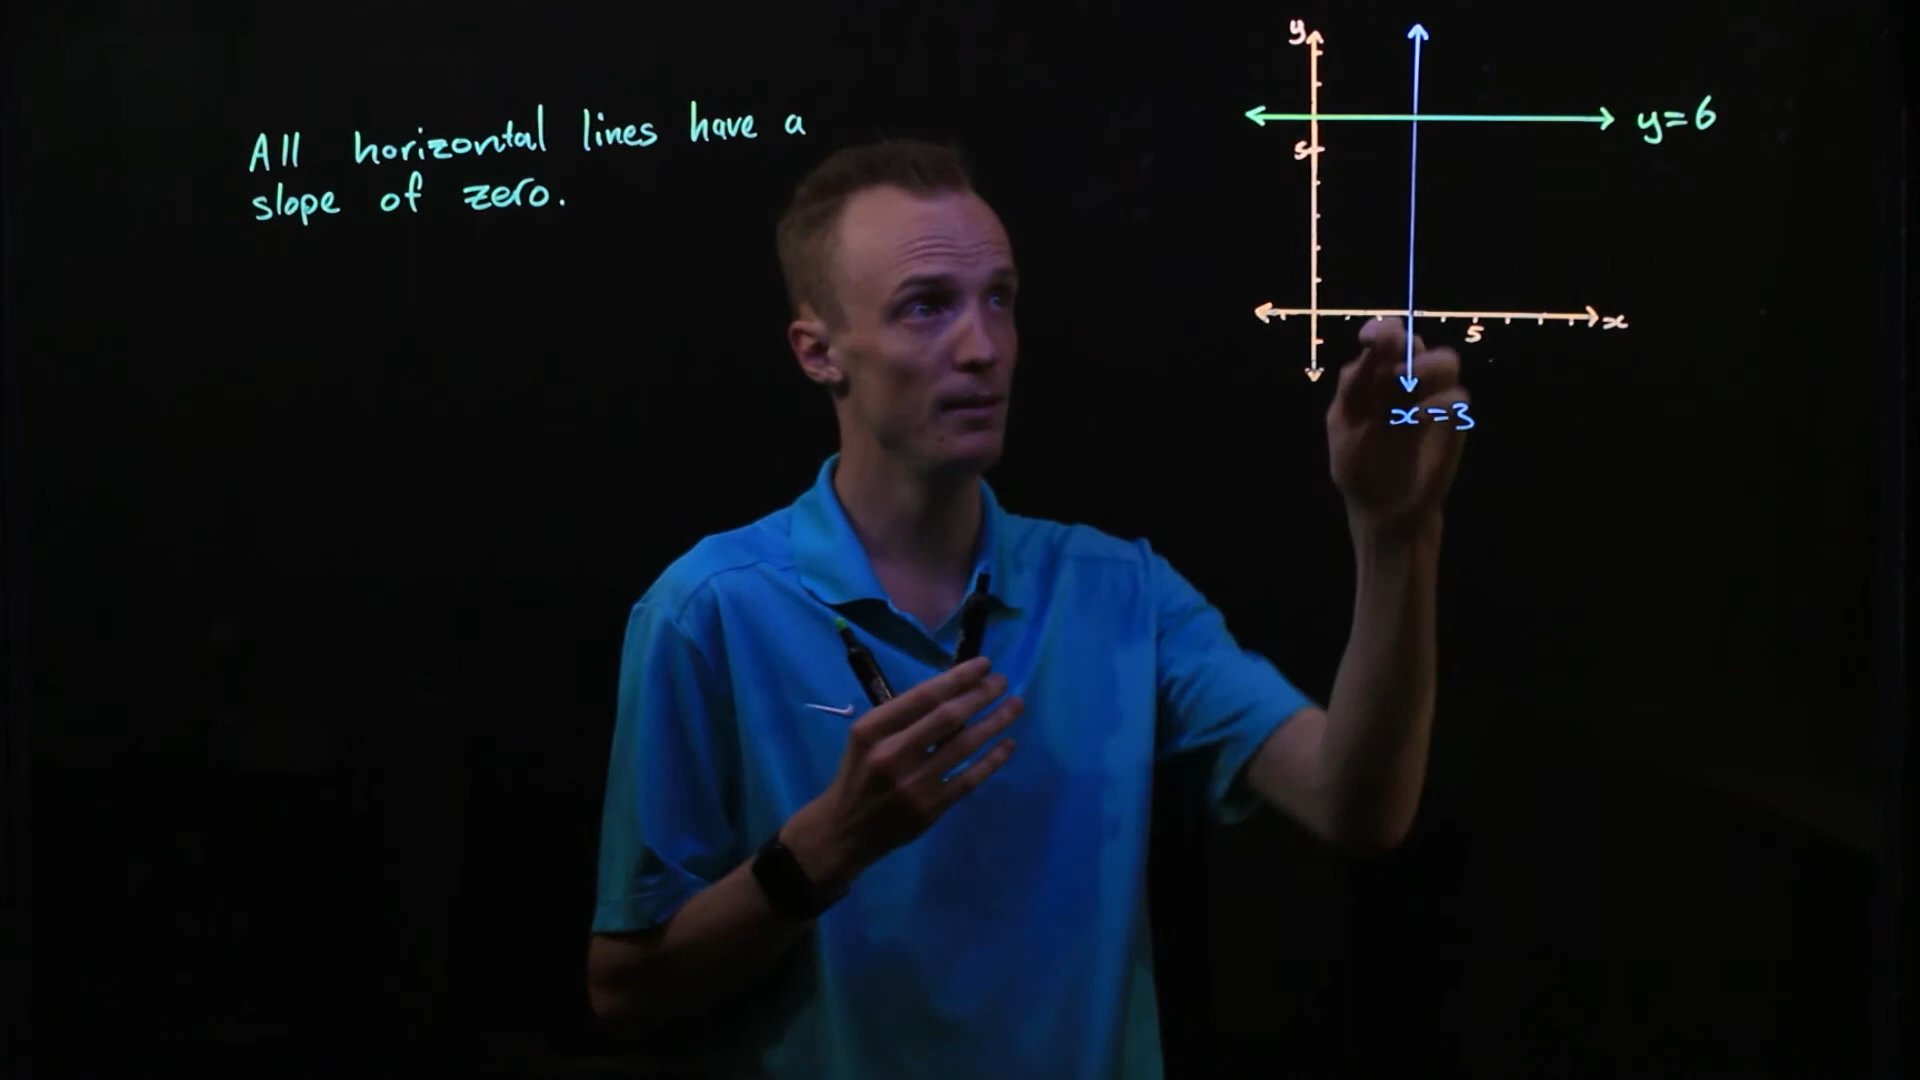 All horizontal lines have a
slope of zero.
y
y=6
5
x
5
x=3